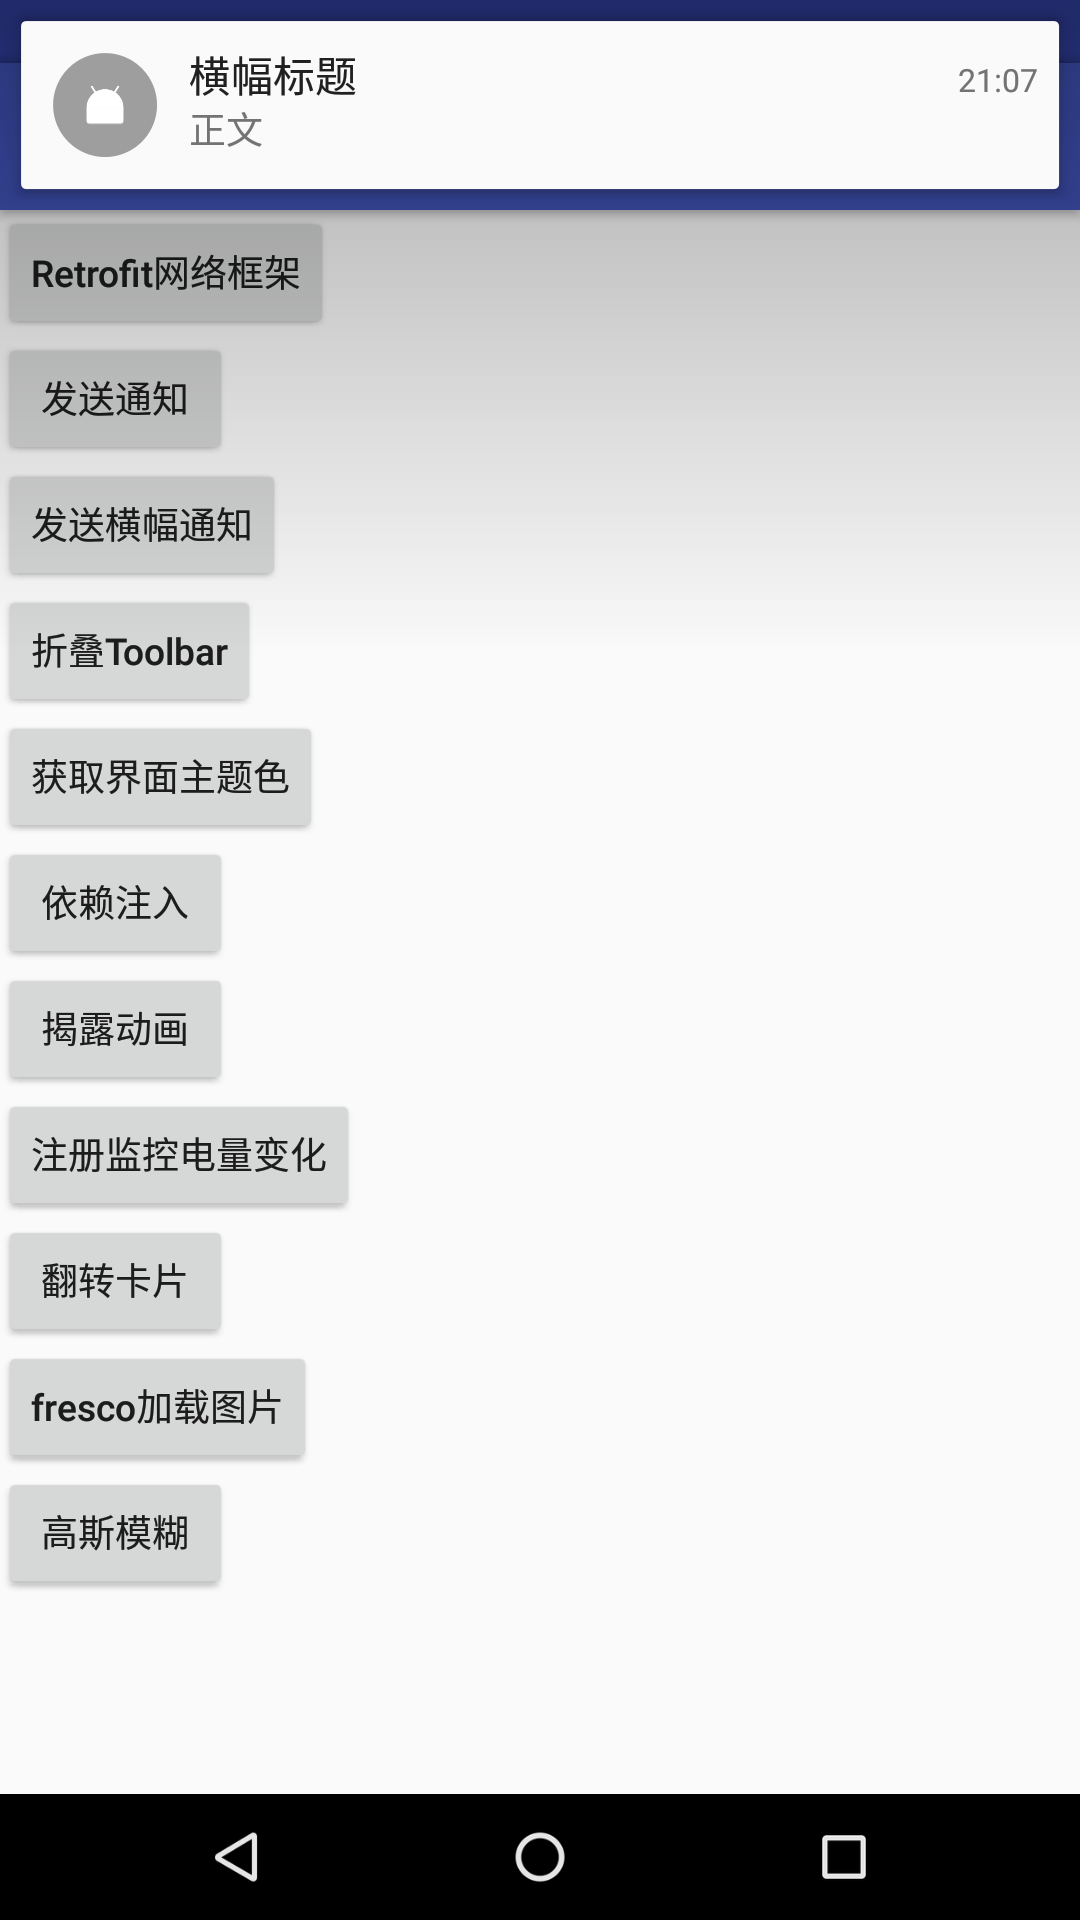 横幅标题
21:07
正文
Retrofit网络框架
发送通知
发送横幅通知
折叠Toolbar
获取界面主题色
依赖注入
揭露动画
注册监控电量变化
翻转卡片
fresco加载图片
高斯模糊